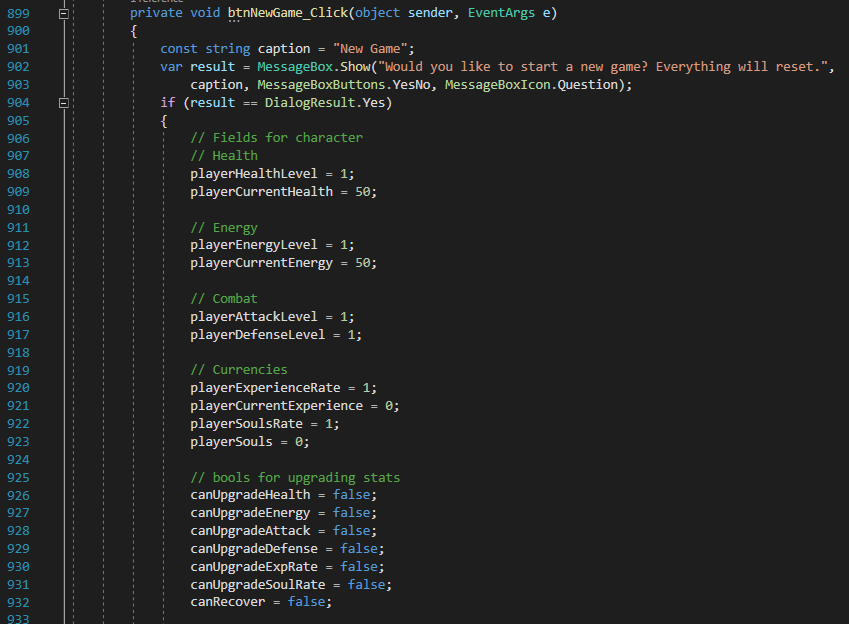 1 reference
899 private void btnNewGame_Click(object sender, EventArgs e)
900 {
901 const string caption = "New Game";
902 var result = MessageBox.Show("Would you like to start a new game? Everything will reset.",
903 caption, MessageBoxButtons.YesNo, MessageBoxIcon.Question);
904 if (result == DialogResult.Yes)
905 {
906 // Fields for character
907 // Health
908 playerHealthLevel = 1;
909 playerCurrentHealth = 50;
910
911 // Energy
912 playerEnergyLevel = 1;
913 playerCurrentEnergy = 50;
914
915 // Combat
916 playerAttackLevel = 1;
917 playerDefenseLevel = 1;
918
919 // Currencies
920 playerExperienceRate = 1;
921 playerCurrentExperience = 0;
922 playerSoulsRate = 1;
923 playerSouls = 0;
924
925 // bools for upgrading stats
926 canUpgradeHealth = false;
927 canUpgradeEnergy = false;
928 canUpgradeAttack = false;
929 canUpgradeDefense = false;
930 canUpgradeExpRate = false;
931 canUpgradeSoulRate = false;
932 canRecover = false;
933